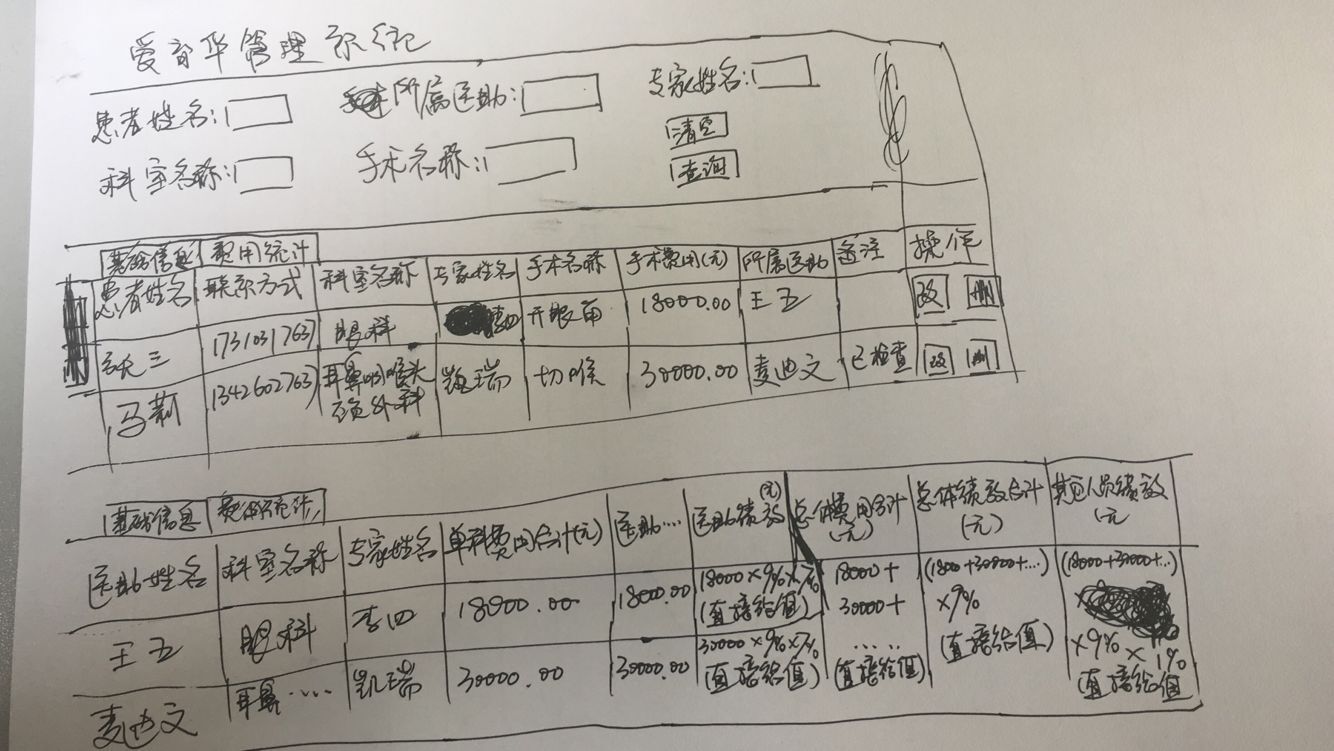 爱育华管理系统
患者姓名: 所属医助: 专家姓名:
科室名称: 手术名称: 清空
查询
基础信息 费用统计
患者姓名 联系方式 科室名称 专家姓名 手术名称 手术费用(元) 所属医助 备注 操作
张三 1731031763 眼科 李四 开眼角 18000.00 王五 改 删
马莉 1342602763 耳鼻咽喉头 凯瑞 切喉 30000.00 麦迪文 已检查 改 删
颈外科
基础信息 费用统计
医助姓名 科室名称 专家姓名 单科费用合计(元) 医助... 医助绩效(元) 总体费用合计(元) 总体绩效合计(元) 其它人员绩效(元
王五 眼科 李四 18000.00 18000.00 18000×9%×7% 18000+ (1800+30000+...) (18000+30000+...)
(直接给值) 30000+ ×9% ×9%×1%
麦迪文 耳鼻.... 凯瑞 30000.00 30000.00 30000×9%×7% ..... (直接给值) (直接给值
(直接给值) (直接给值)